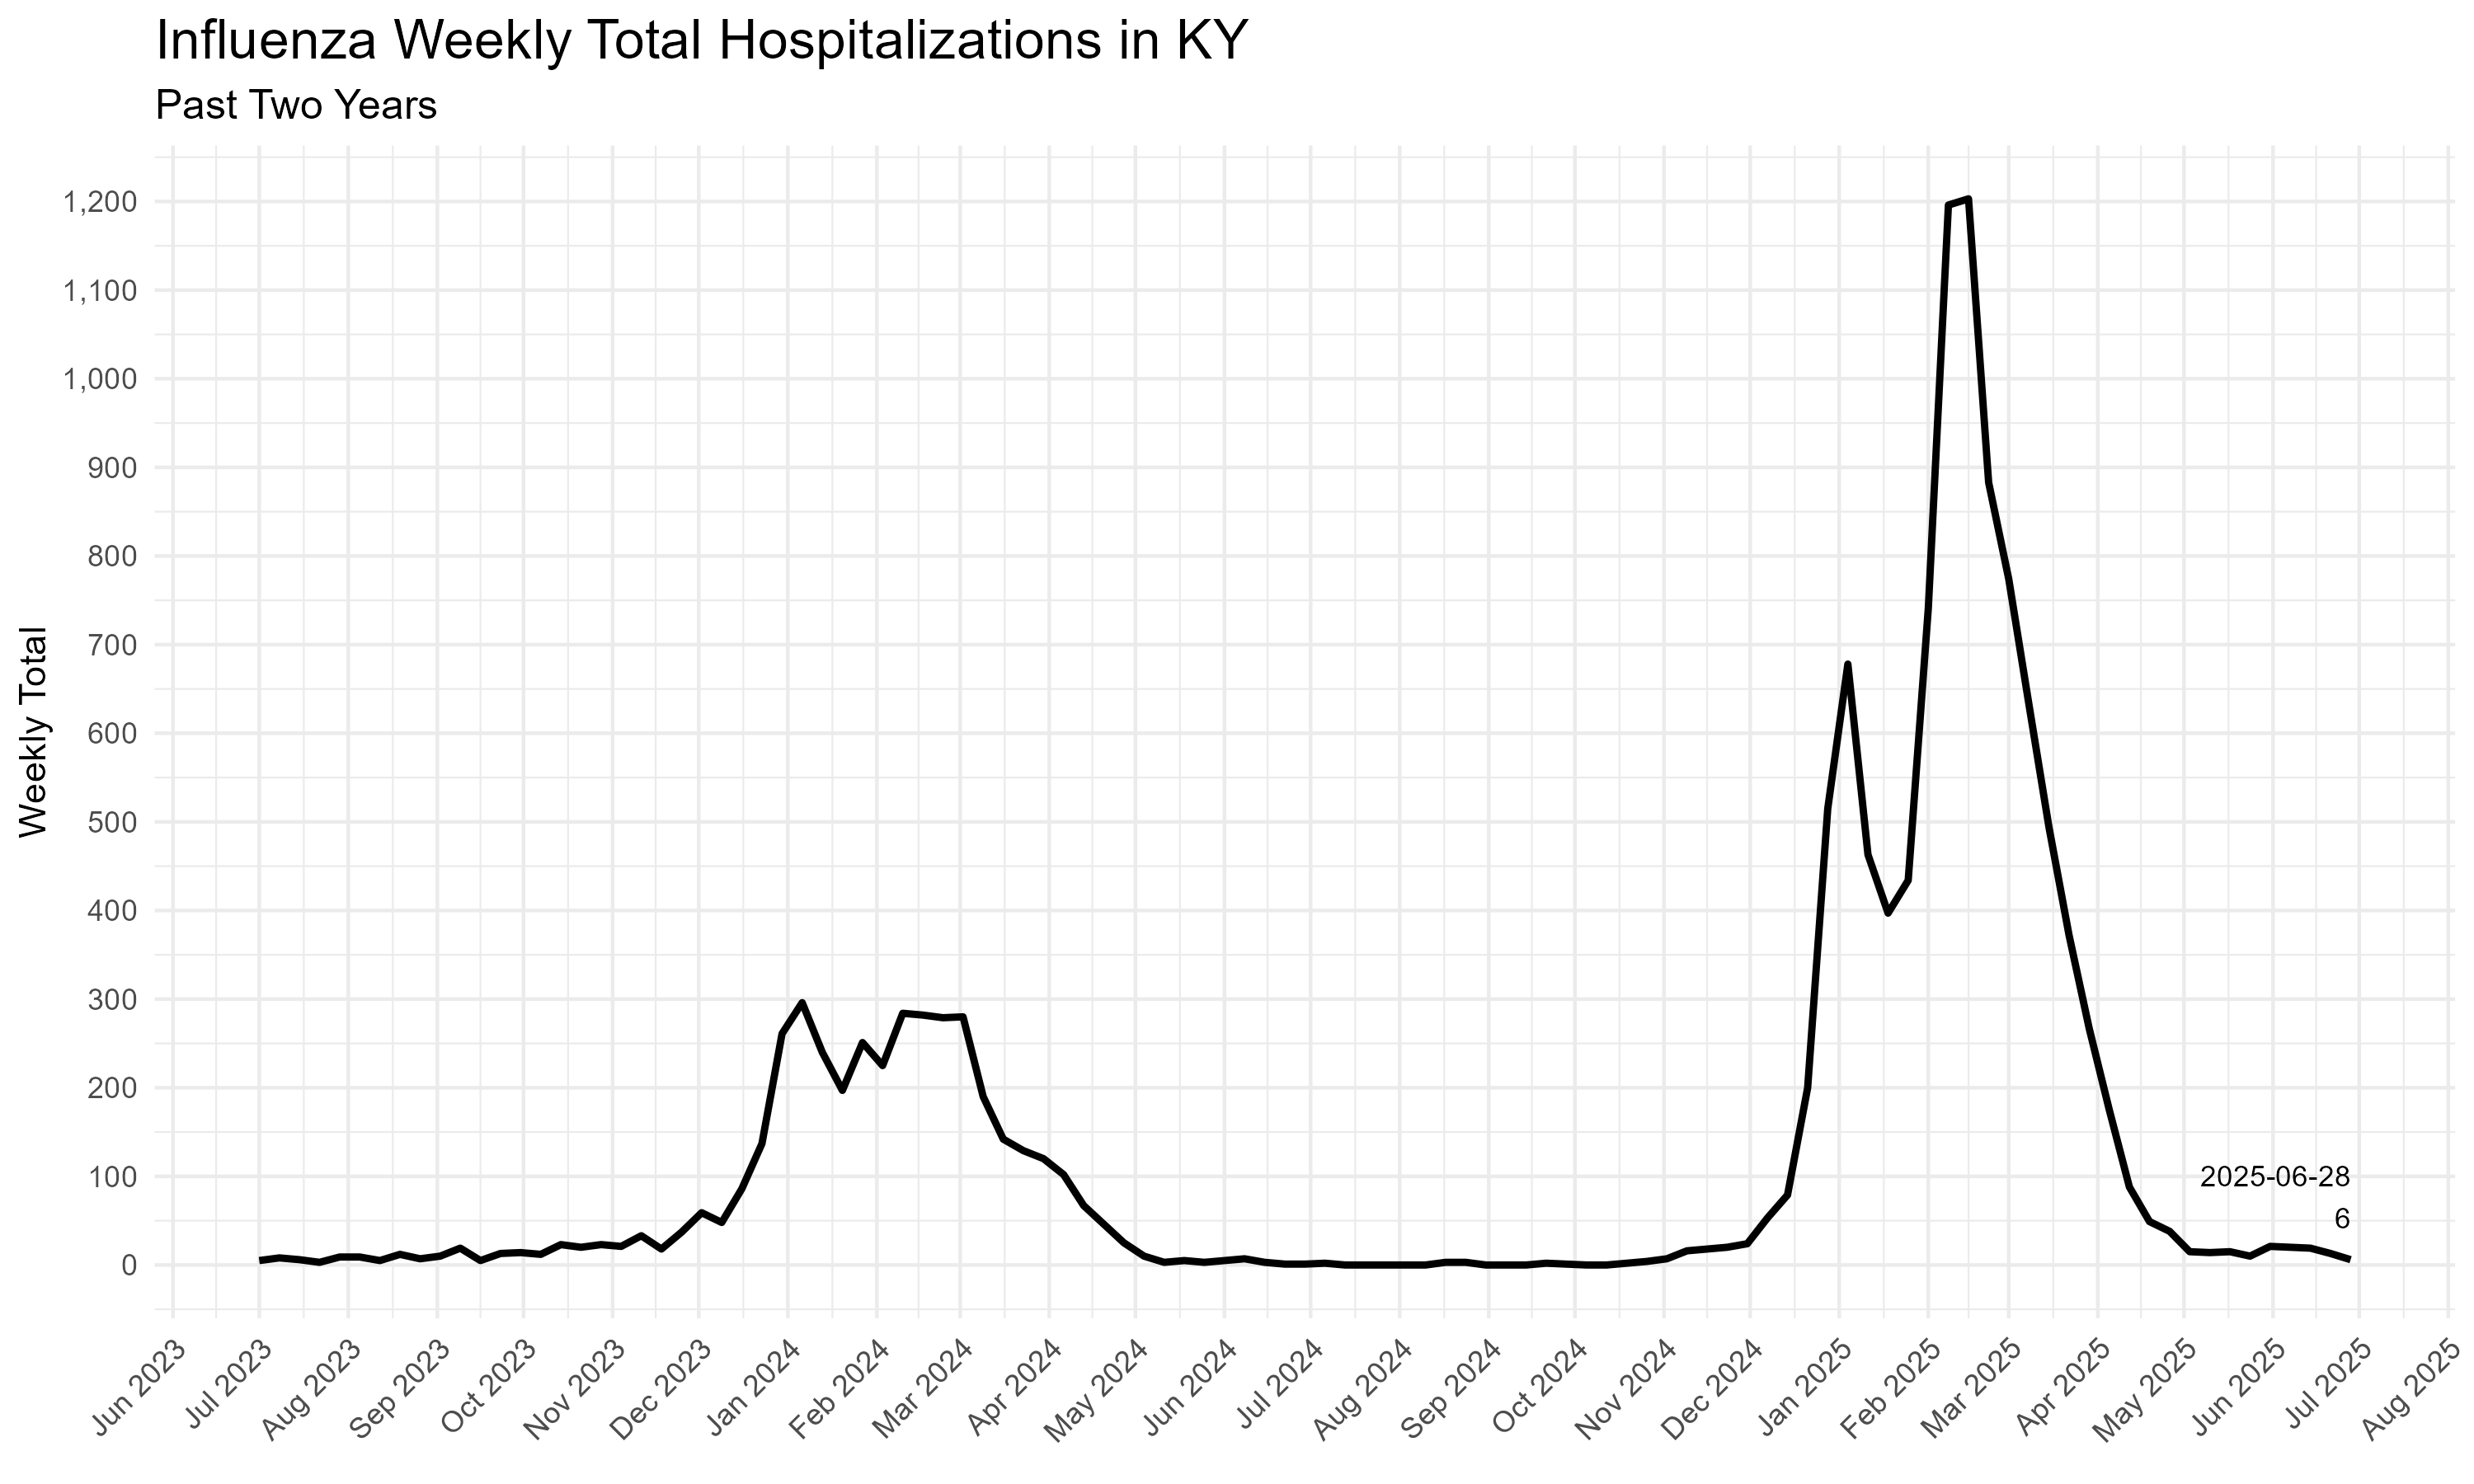 Influenza Weekly Total Hospitalizations in KY
Past Two Years
Weekly Total
1,200
1,100
1,000
900
800
700
600
500
400
300
200
100
0
2025-06-28
6
Jun 2023
Jul 2023
Aug 2023
Sep 2023
Oct 2023
Nov 2023
Dec 2023
Jan 2024
Feb 2024
Mar 2024
Apr 2024
May 2024
Jun 2024
Jul 2024
Aug 2024
Sep 2024
Oct 2024
Nov 2024
Dec 2024
Jan 2025
Feb 2025
Mar 2025
Apr 2025
May 2025
Jun 2025
Jul 2025
Aug 2025